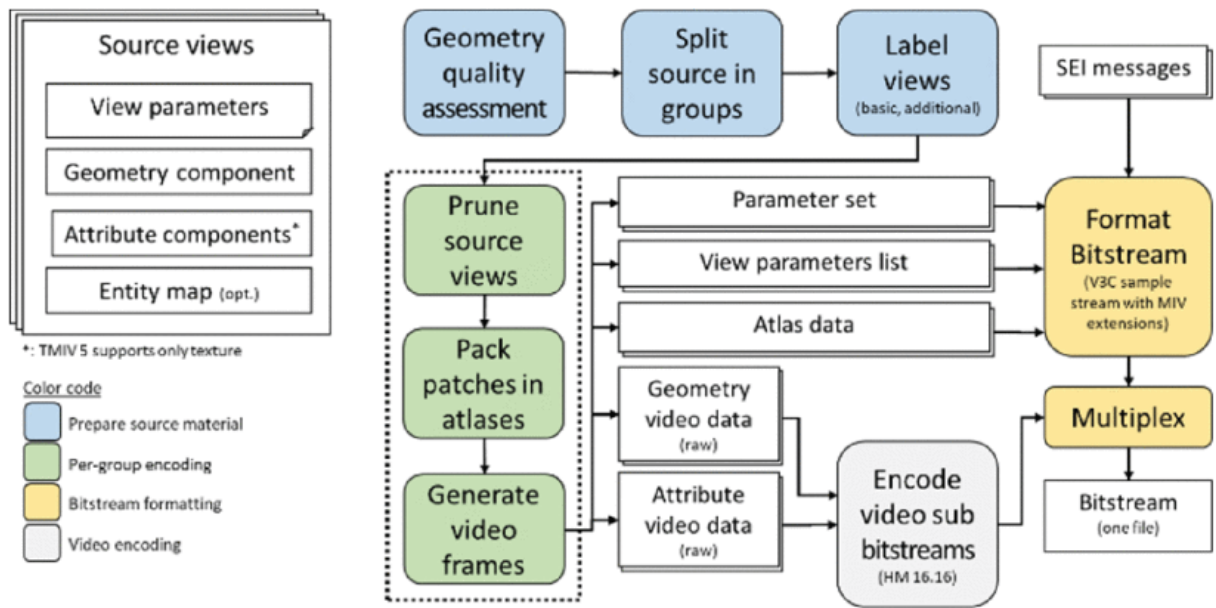 Source views
View parameters
Geometry component
Attribute components*
Entity map (opt.)
*: TMIV 5 supports only texture
Color code
Prepare source material
Per-group encoding
Bitstream formatting
Video encoding
Geometry
quality
assessment
Split
source in
groups
Label
views
(basic, additional)
SEI messages
Prune
source
views
Pack
patches in
atlases
Generate
video
frames
Parameter set
View parameters list
Atlas data
Geometry
video data
(raw)
Attribute
video data
(raw)
Encode
video sub
bitstreams
(HM 16.16)
Format
Bitstream
(V3C sample
stream with MIV
extensions)
Multiplex
Bitstream
(one file)